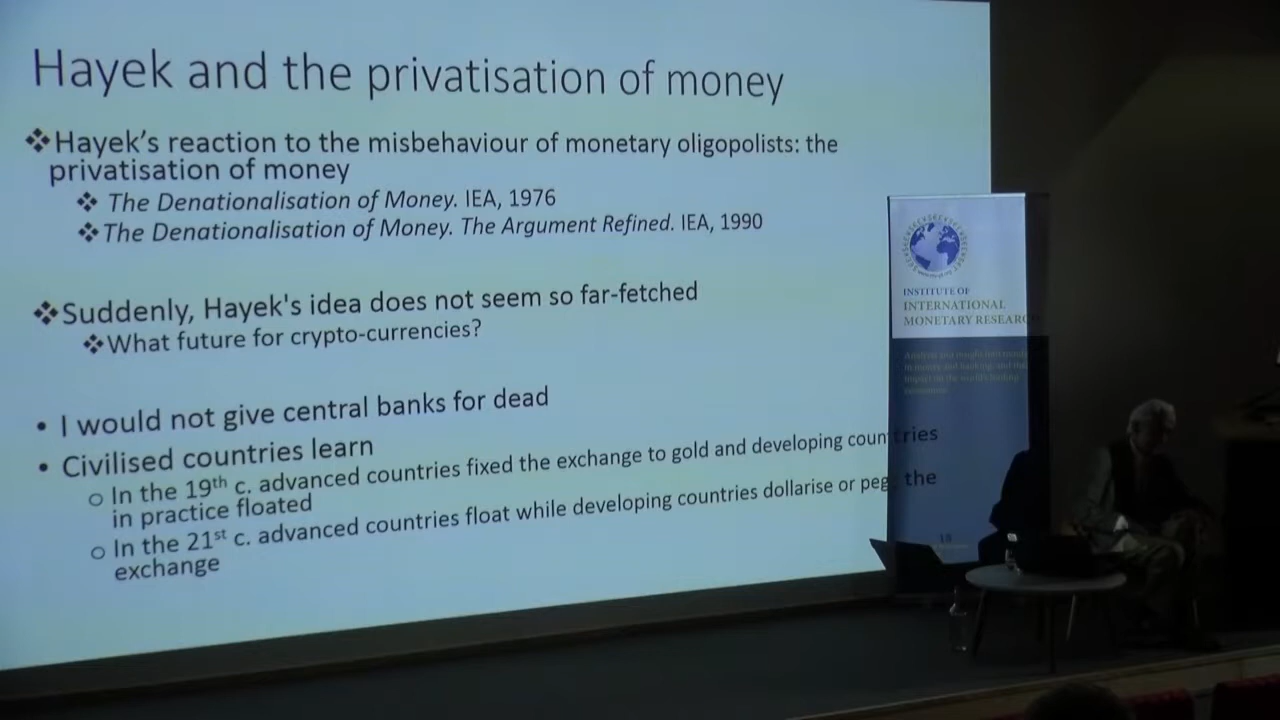 Hayek and the privatisation of money
❖Hayek's reaction to the misbehaviour of monetary oligopolists: the
privatisation of money
❖ The Denationalisation of Money. IEA, 1976
❖The Denationalisation of Money. The Argument Refined. IEA, 1990
❖Suddenly, Hayek's idea does not seem so far-fetched
❖What future for crypto-currencies?
• I would not give central banks for dead
• Civilised countries learn
o In the 19th c. advanced countries fixed the exchange to gold and developing countries
in practice floated
o In the 21st c. advanced countries float while developing countries dollarise or peg the
exchange
18
INSTITUTE OF
INTERNATIONAL
MONETARY RESEARCH